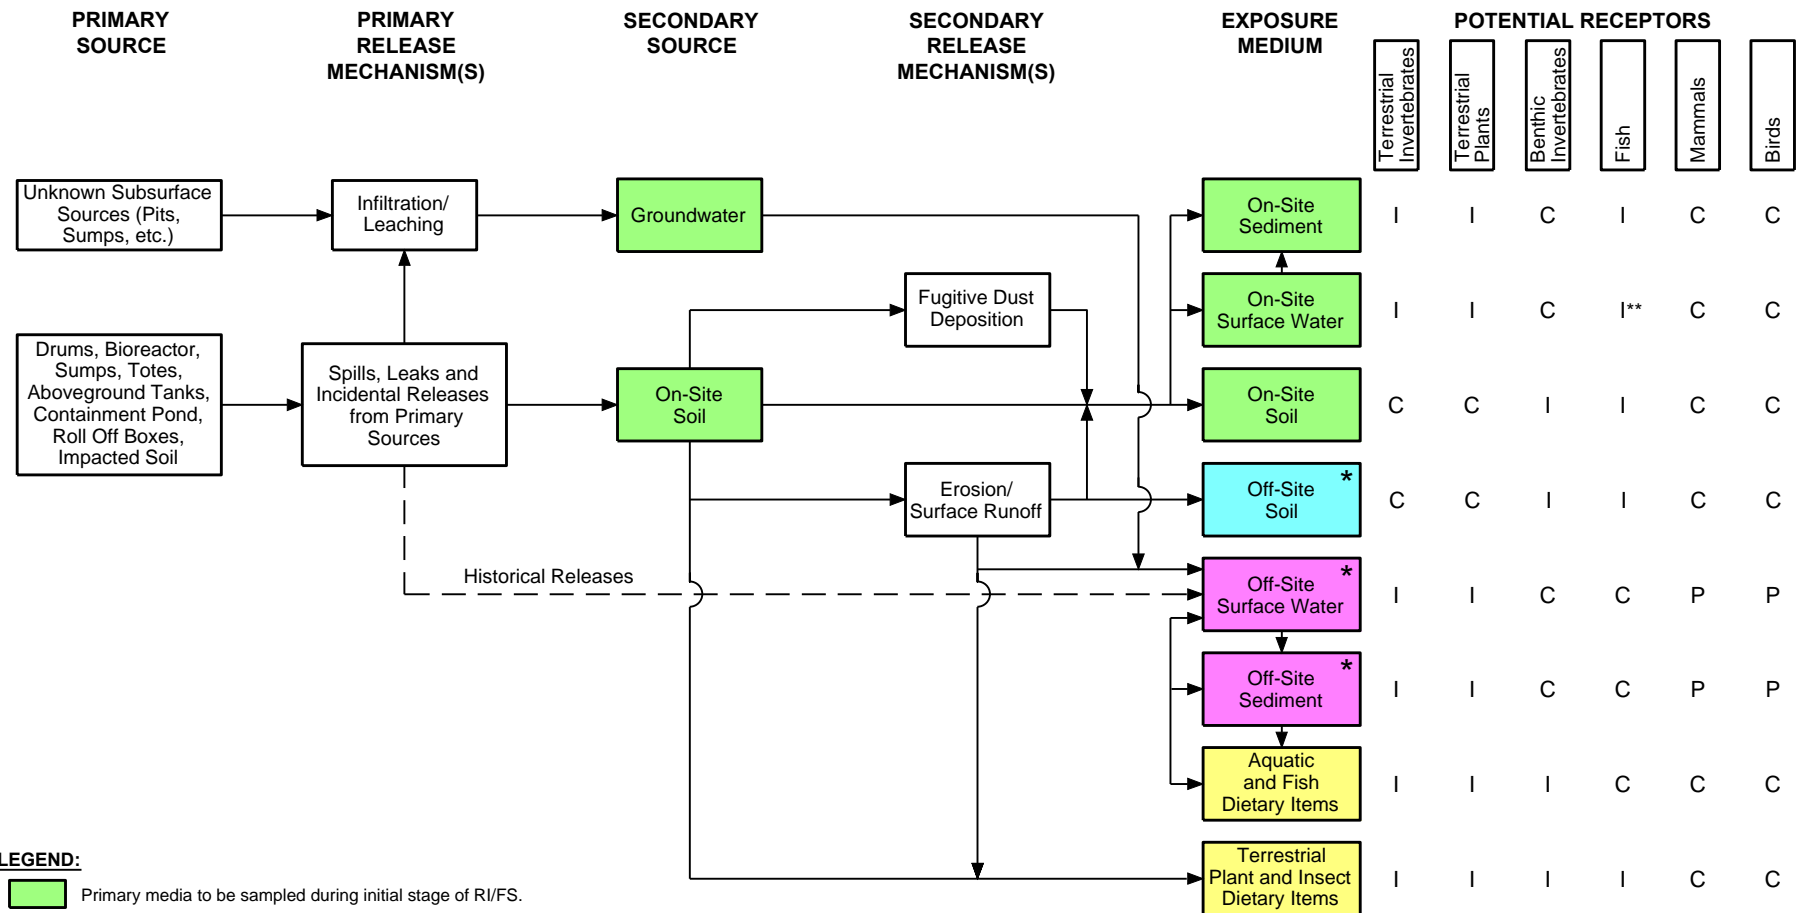 PRIMARY
SOURCE
PRIMARY
RELEASE
MECHANISM(S)
SECONDARY
SOURCE
SECONDARY
RELEASE
MECHANISM(S)
EXPOSURE
MEDIUM
POTENTIAL RECEPTORS
Terrestrial
Invertebrates
Terrestrial
Plants
Benthic
Invertebrates
Fish
Mammals
Birds
Unknown Subsurface
Sources (Pits,
Sumps, etc.)
Infiltration/
Leaching
Groundwater
On-Site
Sediment
I I C I C C
Fugitive Dust
Deposition
On-Site
Surface Water
I I C I** C C
Drums, Bioreactor,
Sumps, Totes,
Aboveground Tanks,
Containment Pond,
Roll Off Boxes,
Impacted Soil
Spills, Leaks and
Incidental Releases
from Primary
Sources
On-Site
Soil
On-Site
Soil
C C I I C C
Erosion/
Surface Runoff
Off-Site *
Soil
C C I I C C
Historical Releases
Off-Site *
Surface Water
I I C C P P
Off-Site *
Sediment
I I C C P P
Aquatic
and Fish
Dietary Items
I I I C C C
Terrestrial
Plant and Insect
Dietary Items
I I I I C C
LEGEND:
Primary media to be sampled during initial stage of RI/FS.